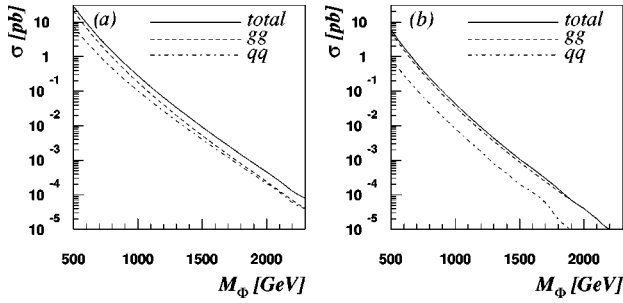 σ [pb]
(a)
total
gg
qq
10
1
10⁻¹
10⁻²
10⁻³
10⁻⁴
10⁻⁵
500 1000 1500 2000
M_Φ [GeV]
σ [pb]
(b)
total
gg
qq
10
1
10⁻¹
10⁻²
10⁻³
10⁻⁴
10⁻⁵
500 1000 1500 2000
M_Φ [GeV]